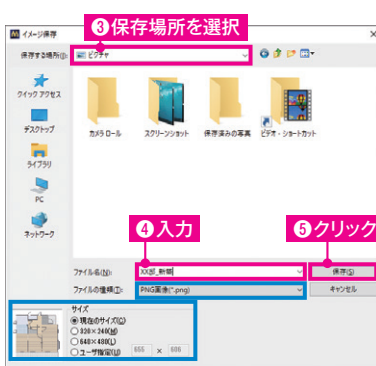 イメージ保存
❸保存場所を選択
保存する場所(I):
ピクチャ
クイック アクセス
デスクトップ
ライブラリ
PC
ネットワーク
カメラ ロール
スクリーンショット
保存済みの写真
ビデオ - ショートカット
❹入力
❺クリック
ファイル名(N):
XX邸_新築
保存(S)
ファイルの種類(T):
PNG画像(*.png)
キャンセル
サイズ
現在のサイズ(C)
320×240(M)
640×480(L)
ユーザ指定(U)
655 × 500